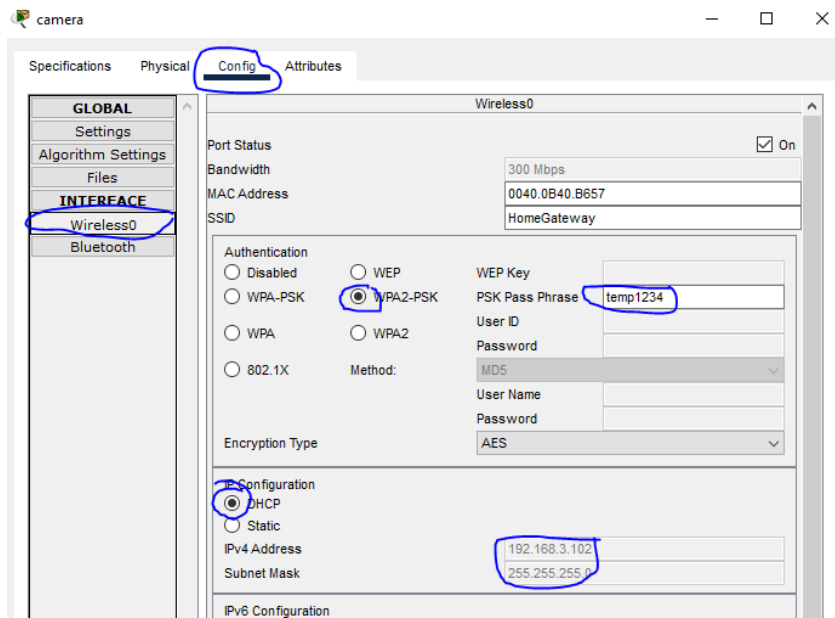 camera
Specifications Physical Config Attributes
GLOBAL
Settings
Algorithm Settings
Files
INTERFACE
Wireless0
Bluetooth
Wireless0
Port Status On
Bandwidth 300 Mbps
MAC Address 0040.0B40.B657
SSID HomeGateway
Authentication
Disabled WEP WEP Key
WPA-PSK WPA2-PSK PSK Pass Phrase temp1234
User ID
WPA WPA2
Password
802.1X Method: MD5
User Name
Password
Encryption Type AES
IP Configuration
DHCP
Static
IPv4 Address 192.168.3.102
Subnet Mask 255.255.255.0
IPv6 Configuration